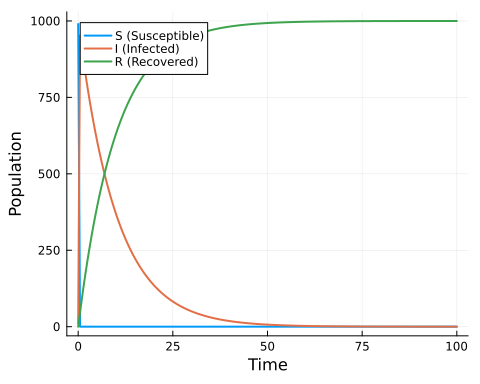 S (Susceptible)
I (Infected)
R (Recovered)
1000
750
500
250
0
Population
0 25 50 75 100
Time